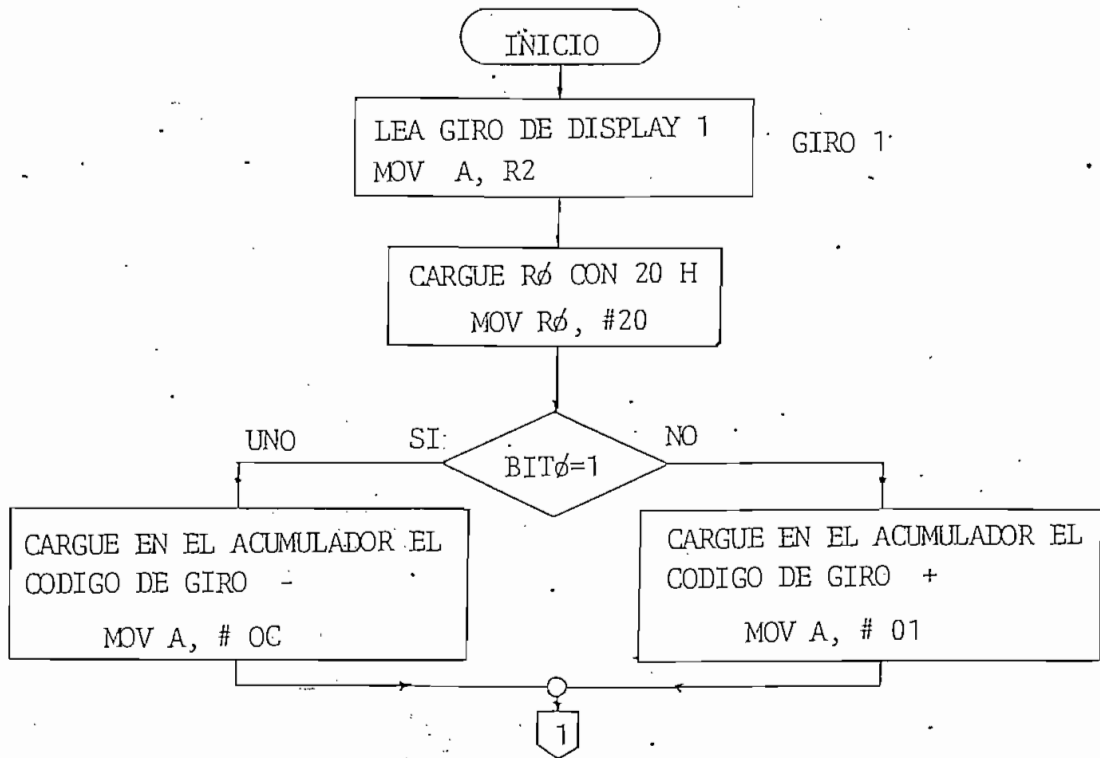 INICIO
LEA GIRO DE DISPLAY 1
MOV A, R2
GIRO 1
CARGUE RØ CON 20 H
MOV RØ, #20
UNO
SI
NO
BITØ=1
CARGUE EN EL ACUMULADOR EL
CODIGO DE GIRO -
MOV A, # OC
CARGUE EN EL ACUMULADOR EL
CODIGO DE GIRO +
MOV A, # 01
1